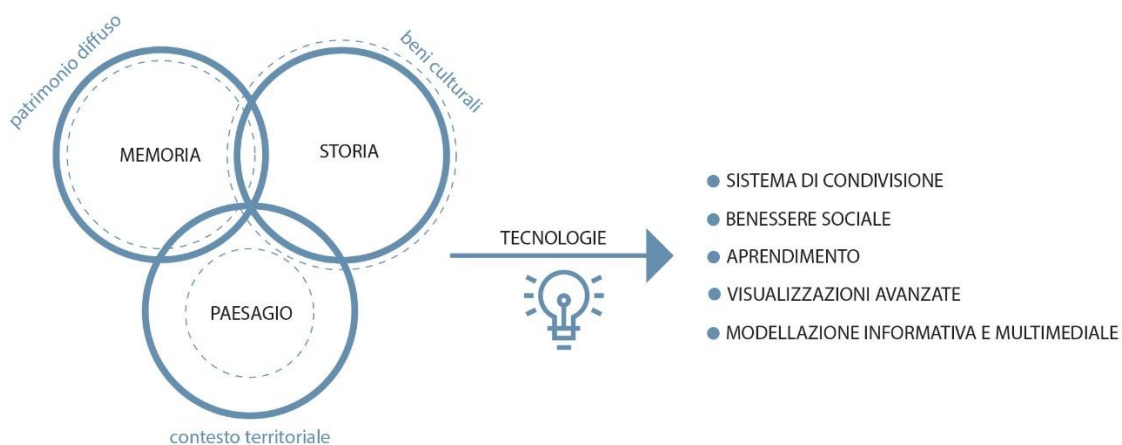 patrimonio diffuso
beni culturali
MEMORIA
STORIA
PAESAGIO
contesto territoriale
TECNOLOGIE
SISTEMA DI CONDIVISIONE
BENESSERE SOCIALE
APRENDIMENTO
VISUALIZZAZIONI AVANZATE
MODELLAZIONE INFORMATIVA E MULTIMEDIALE